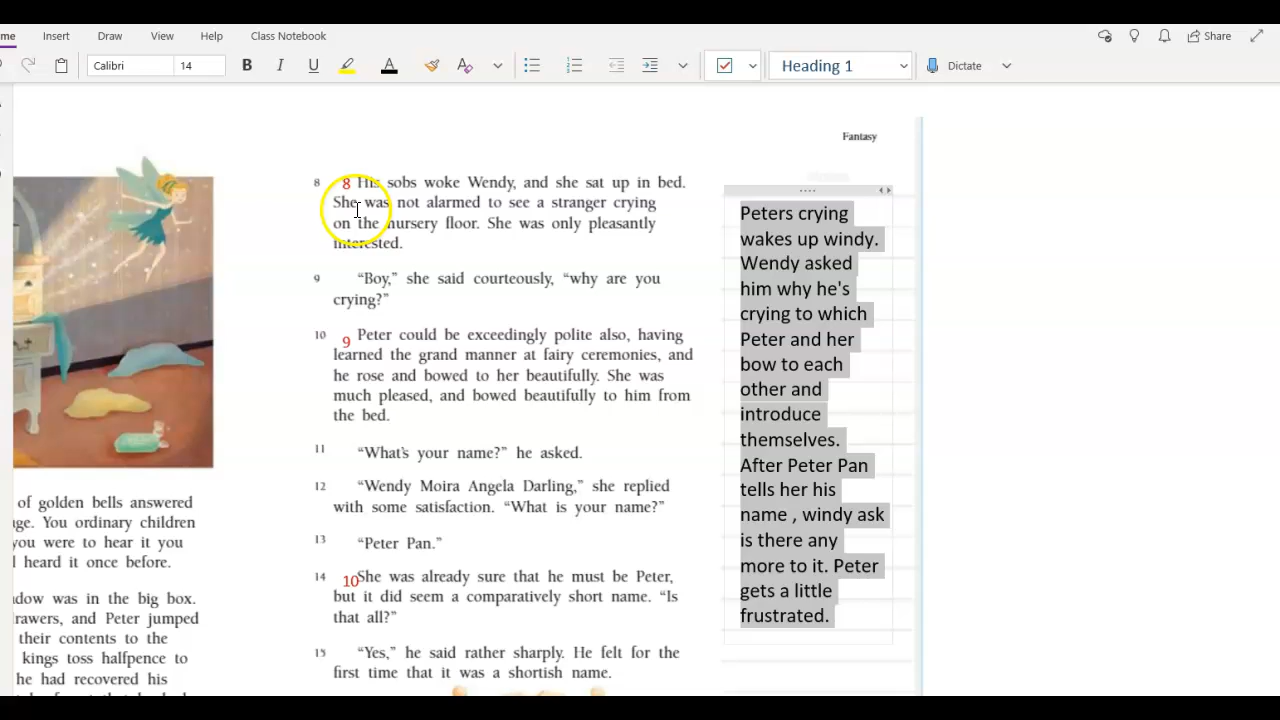 me Insert Draw View Help Class Notebook Share
Calibri 14 B I U A A Heading 1 Dictate
Fantasy
8 8 His sobs woke Wendy, and she sat up in bed.
She was not alarmed to see a stranger crying
on the nursery floor. She was only pleasantly
interested.
9 “Boy,” she said courteously, “why are you
crying?”
10 9 Peter could be exceedingly polite also, having
learned the grand manner at fairy ceremonies, and
he rose and bowed to her beautifully. She was
much pleased, and bowed beautifully to him from
the bed.
11 “What’s your name?” he asked.
12 “Wendy Moira Angela Darling,” she replied
with some satisfaction. “What is your name?”
13 “Peter Pan.”
14 10 She was already sure that he must be Peter,
but it did seem a comparatively short name. “Is
that all?”
15 “Yes,” he said rather sharply. He felt for the
first time that it was a shortish name.
of golden bells answered
ge. You ordinary children
you were to hear it you
heard it once before.
dow was in the big box.
rawers, and Peter jumped
their contents to the
kings toss halfpence to
he had recovered his
Peters crying
wakes up windy.
Wendy asked
him why he's
crying to which
Peter and her
bow to each
other and
introduce
themselves.
After Peter Pan
tells her his
name , windy ask
is there any
more to it. Peter
gets a little
frustrated.